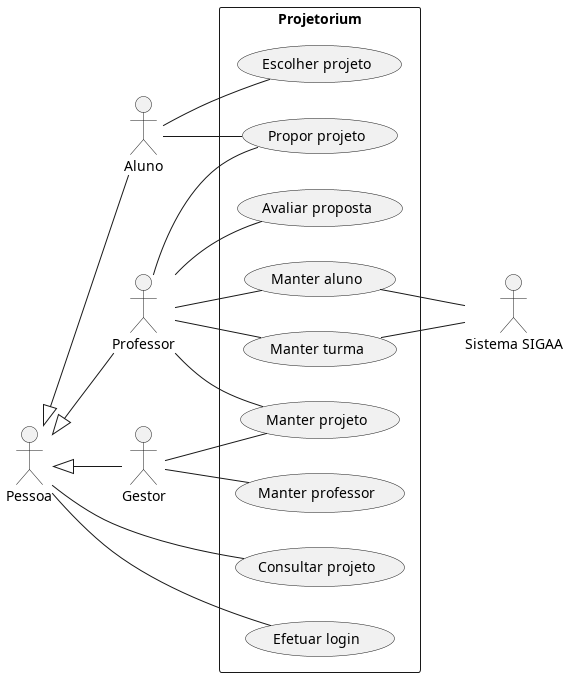 Projetorium
Escolher projeto
Aluno
Propor projeto
Avaliar proposta
Manter aluno
Professor
Sistema SIGAA
Manter turma
Manter projeto
Pessoa
Gestor
Manter professor
Consultar projeto
Efetuar login